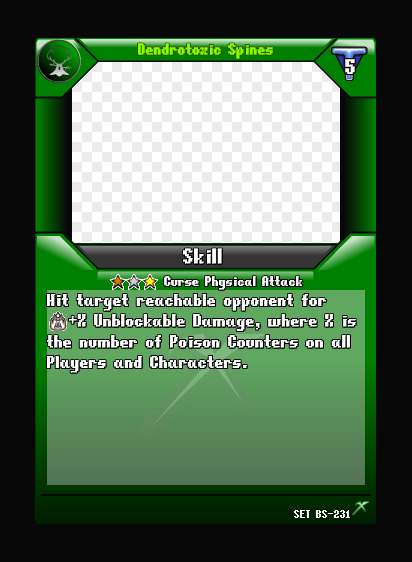 Dendrotoxic Spines
5
Skill
Curse Physical Attack
Hit target reachable opponent for
+X Unblockable Damage, where X is
the number of Poison Counters on all
Players and Characters.
SET BS-231